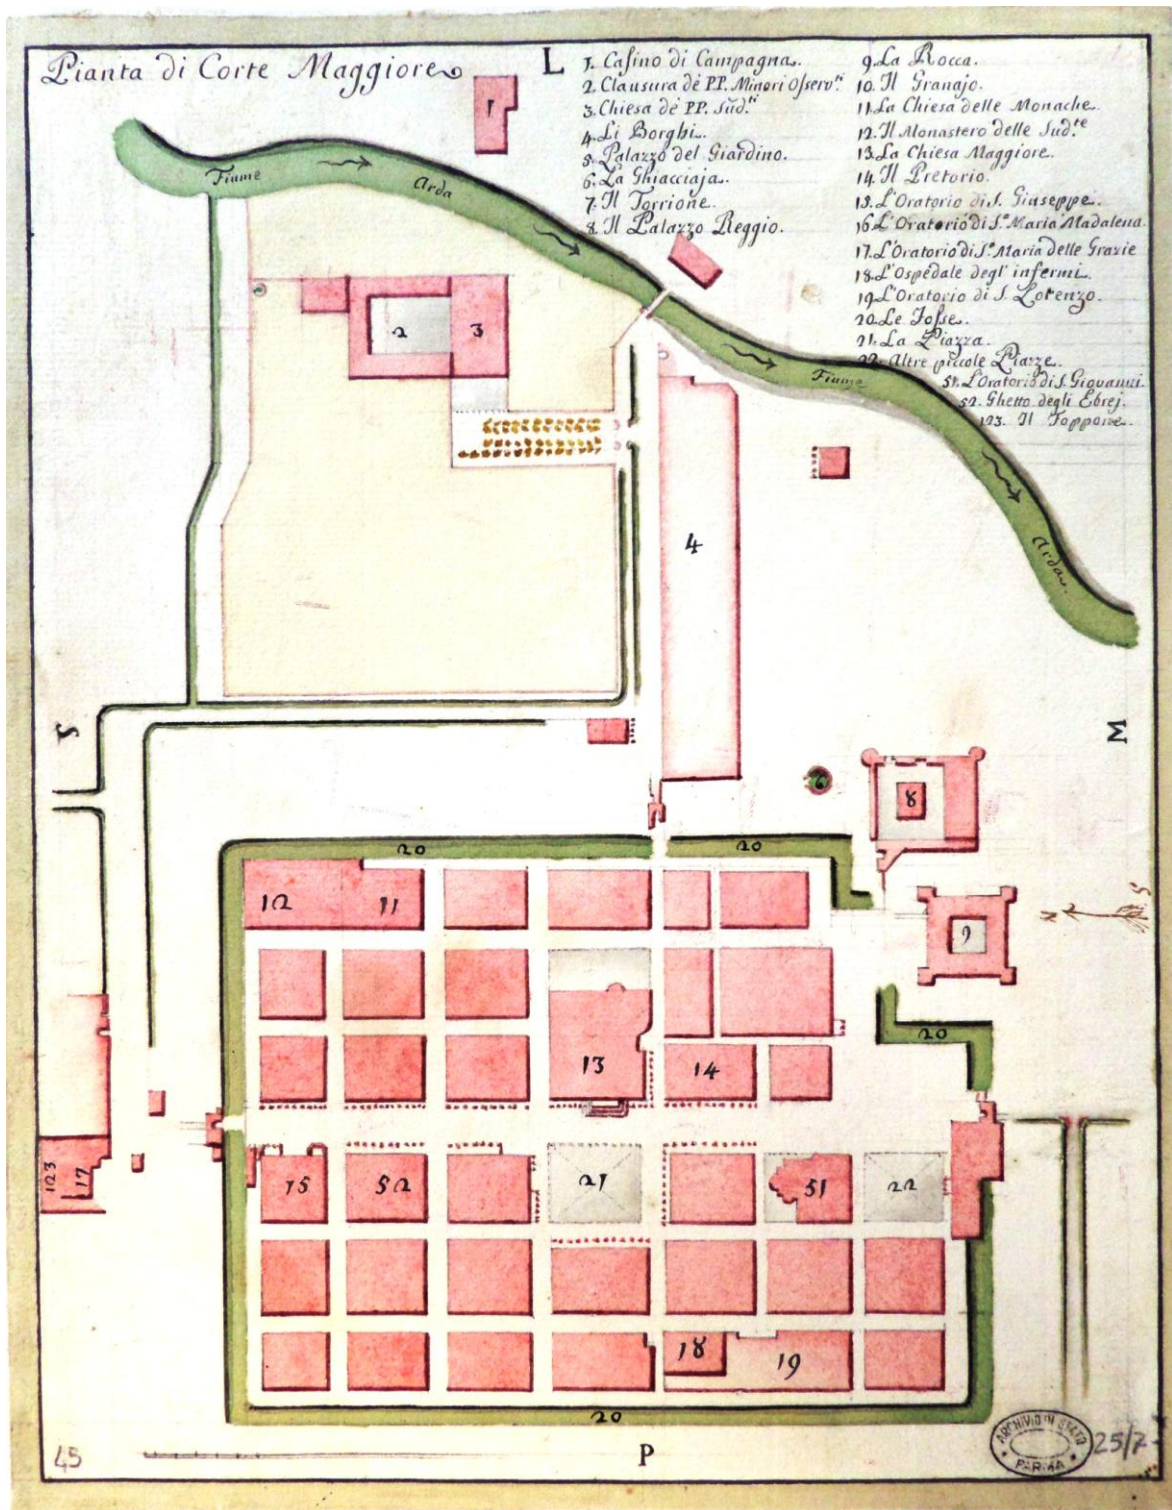 Pianta di Corte Maggiore
L
1. Casino di Campagna.
2. Clausura dé PP. Minori Osserv.ti
3. Chiesa dé PP. Sud.ti
4. Li Borghi.
5. Palazzo del Giardino.
6. La Ghiacciaja.
7. Il Torrione.
8. Il Palazzo Reggio.
9. La Rocca.
10. Il Granajo.
11. La Chiesa delle Monache.
12. Il Monastero delle Sud.te
13. La Chiesa Maggiore.
14. Il Pretorio.
15. L'Oratorio di S. Giuseppe.
16. L'Oratorio di S.a Maria Madalena.
17. L'Oratorio di S.a Maria delle Grazie
18. L'Ospedale degl'infermi.
19. L'Oratorio di S. Lorenzo.
20. Le Fosse.
21. La Piazza.
22. Altre piccole Piazze.
51. L'Oratorio di S. Giovanni.
52. Ghetto degli Ebrej.
123. Il Foppone.
1
Fiume
Arda
2
3
Fiume
4
Arda
S
M
6
8
20
20
12
11
9
N
S
20
13
14
123
17
15
52
21
51
22
18
19
20
45
P
ARCHIVIO DI STATO
PARMA
25/7